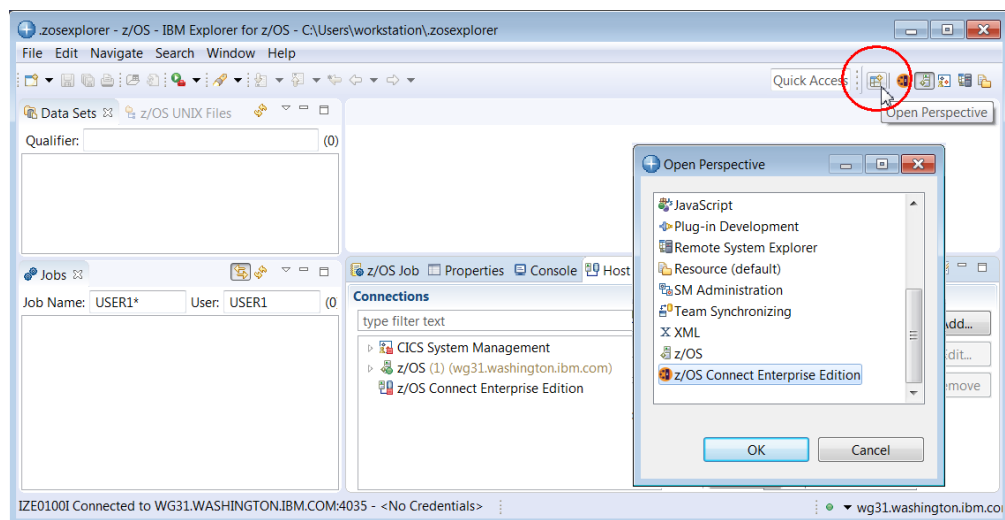 .zosexplorer - z/OS - IBM Explorer for z/OS - C:\Users\workstation\.zosexplorer
File Edit Navigate Search Window Help
Quick Access
Open Perspective
Data Sets z/OS UNIX Files
Qualifier: (0)
Jobs
Job Name: USER1* User: USER1 (0
z/OS Job Properties Console Host
Connections
type filter text
CICS System Management
z/OS (1) (wg31.washington.ibm.com)
z/OS Connect Enterprise Edition
Open Perspective
JavaScript
Plug-in Development
Remote System Explorer
Resource (default)
SM Administration
Team Synchronizing
XML
z/OS
z/OS Connect Enterprise Edition
OK Cancel
IZE0100I Connected to WG31.WASHINGTON.IBM.COM:4035 - <No Credentials>
wg31.washington.ibm.co